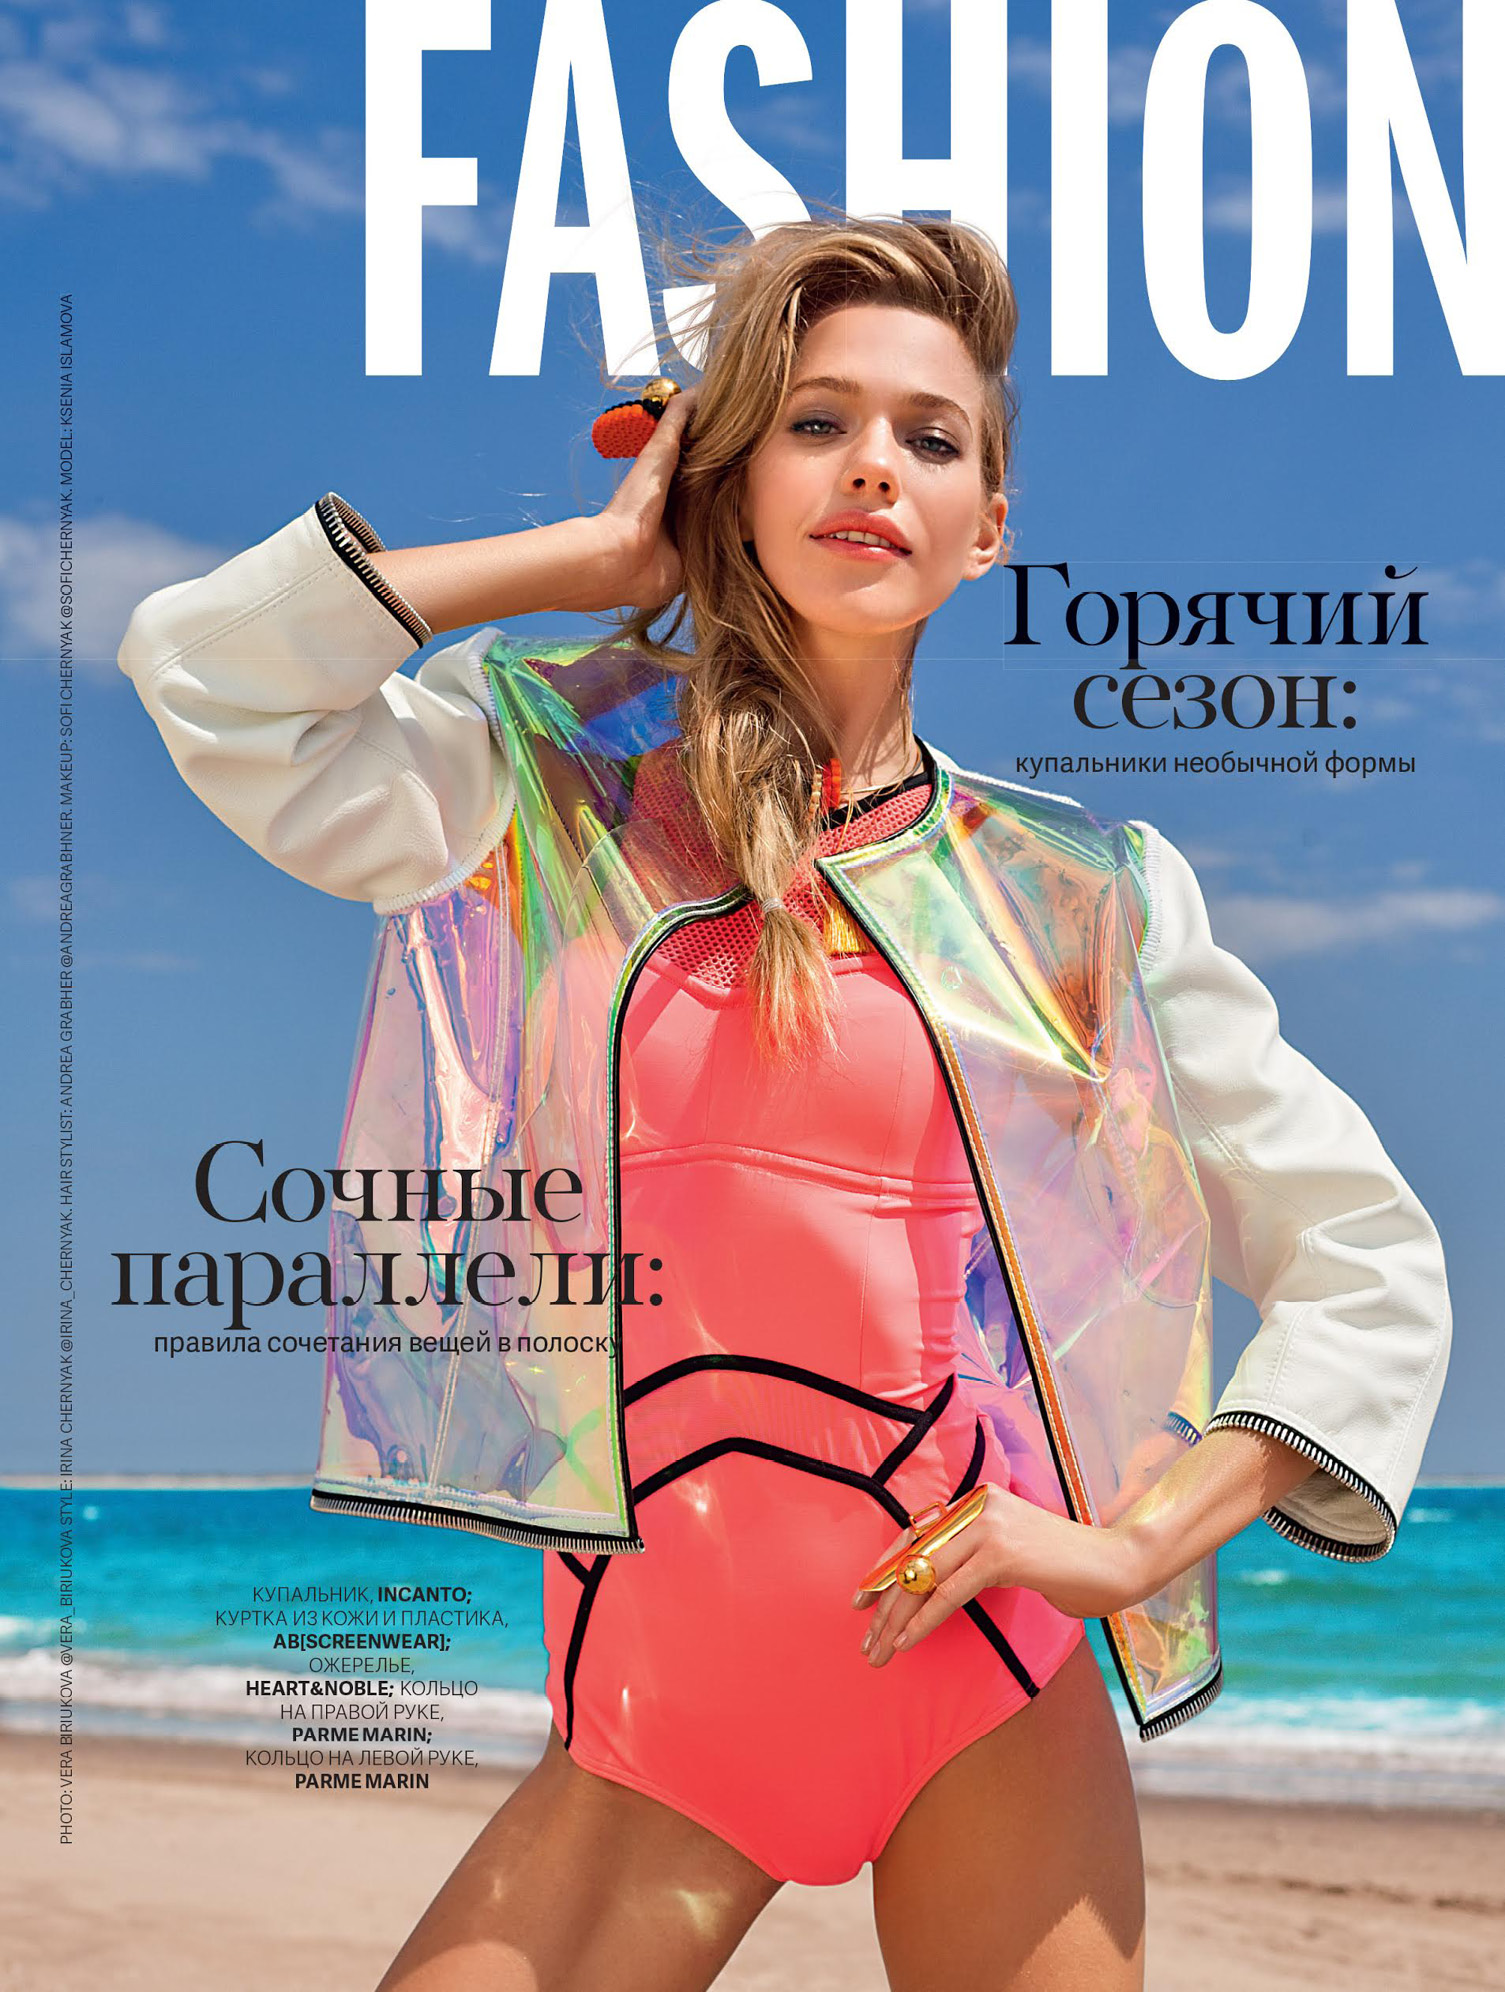 FASHION
Горячий
сезон:
купальники необычной формы
Сочные
параллели:
правила сочетания вещей в полоску
КУПАЛЬНИК, INCANTO;
КУРТКА ИЗ КОЖИ И ПЛАСТИКА,
AB[SCREENWEAR];
ОЖЕРЕЛЬЕ,
HEART&NOBLE; КОЛЬЦО
НА ПРАВОЙ РУКЕ,
PARME MARIN;
КОЛЬЦО НА ЛЕВОЙ РУКЕ,
PARME MARIN
PHOTO: VERA BIRIUKOVA @VERA_BIRIUKOVA STYLE: IRINA CHERNYAK @IRINA_CHERNYAK. HAIR STYLIST: ANDREA GRABHER @ANDREAGRABHNER. MAKEUP: SOFI CHERNYAK @SOFICHERNYAK. MODEL: KSENIA ISLAMOVA